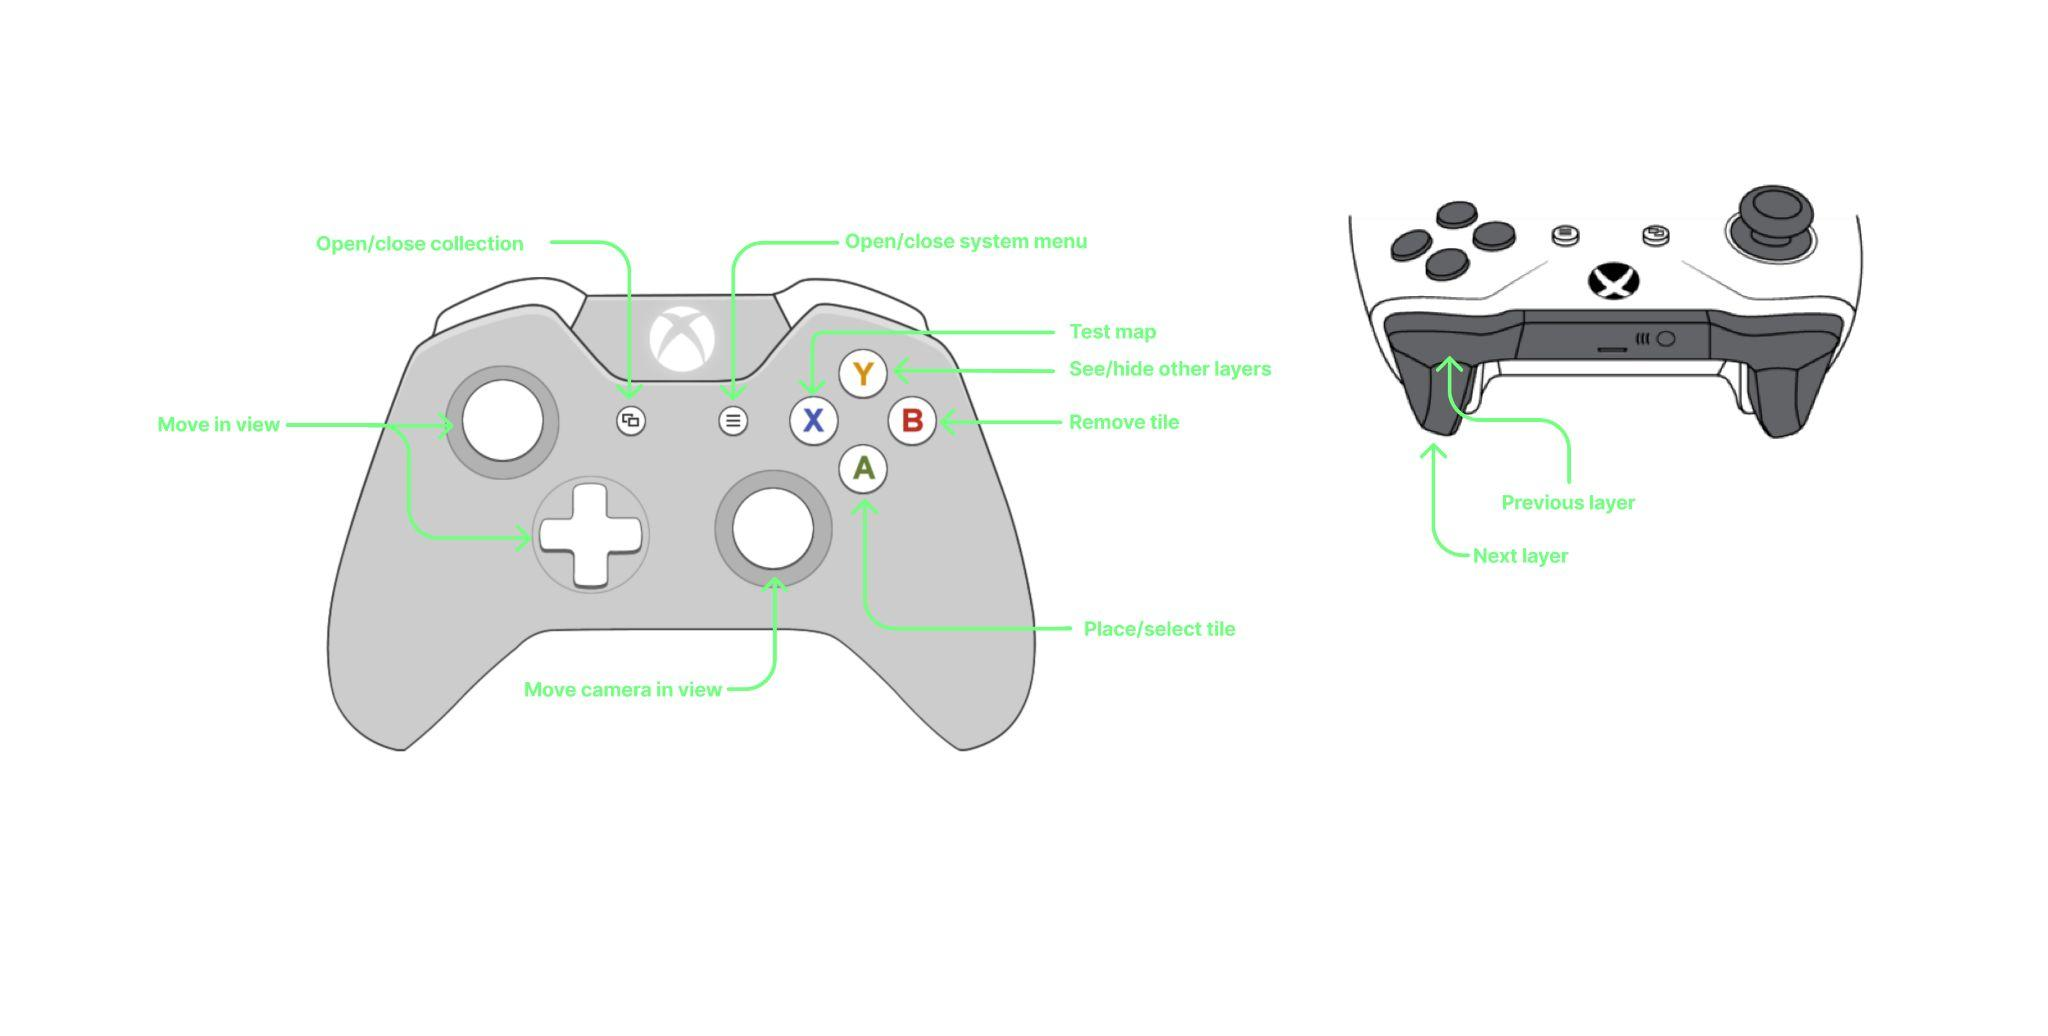 Open/close collection
Open/close system menu
Test map
See/hide other layers
Move in view
Remove tile
Y
X
B
A
Place/select tile
Move camera in view
Previous layer
Next layer